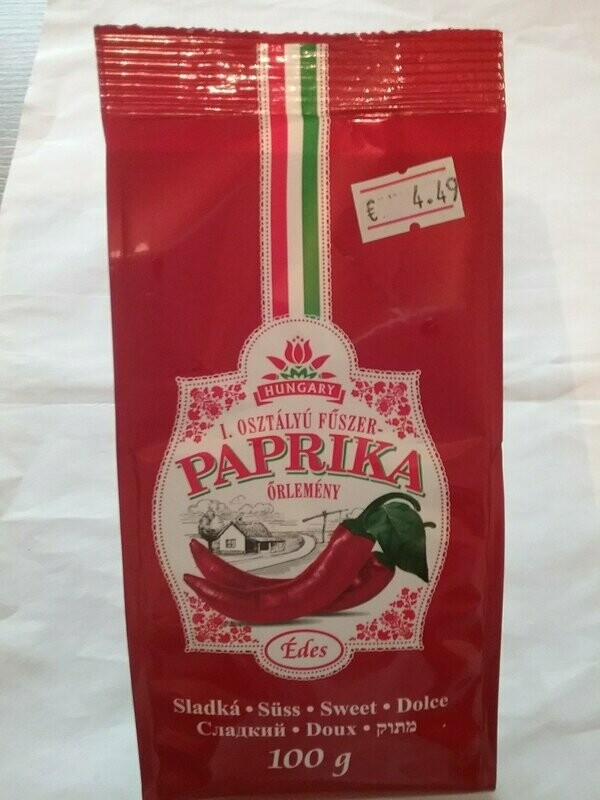 € 4.49
HUNGARY
I. OSZTÁLYÚ FŰSZER-
PAPRIKA
ŐRLEMÉNY
Édes
Sladká • Süss • Sweet • Dolce
Сладкий • Doux • מתוק
100 g